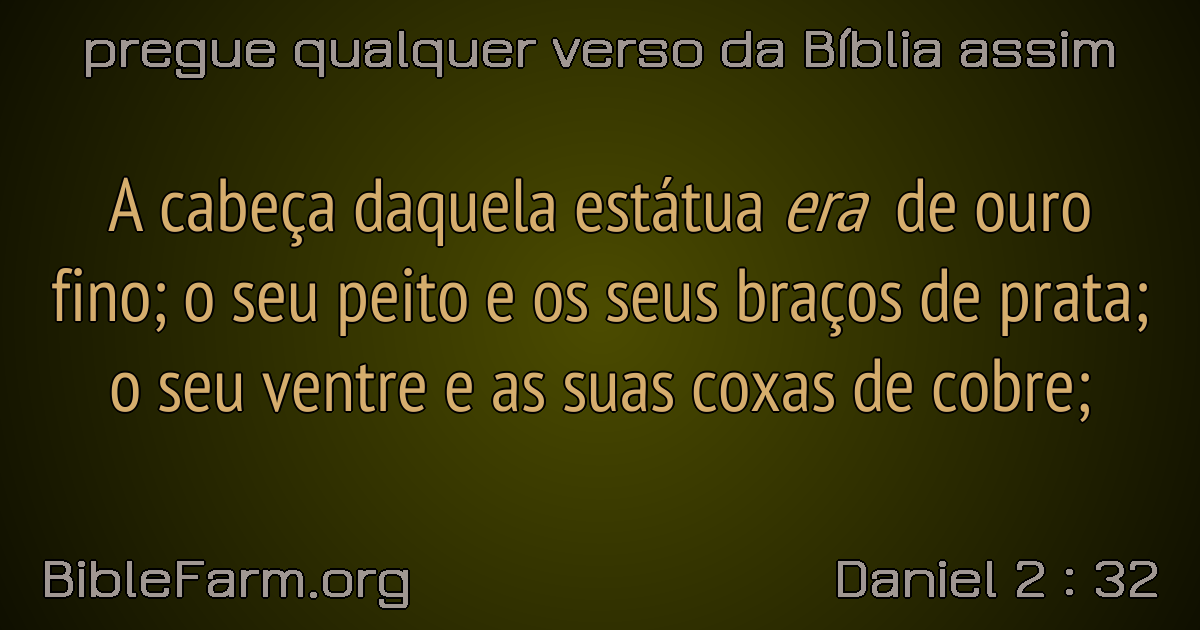 pregue qualquer verso da Bíblia assim
A cabeça daquela estátua era de ouro
fino; o seu peito e os seus braços de prata;
o seu ventre e as suas coxas de cobre;
BibleFarm.org
Daniel 2 : 32